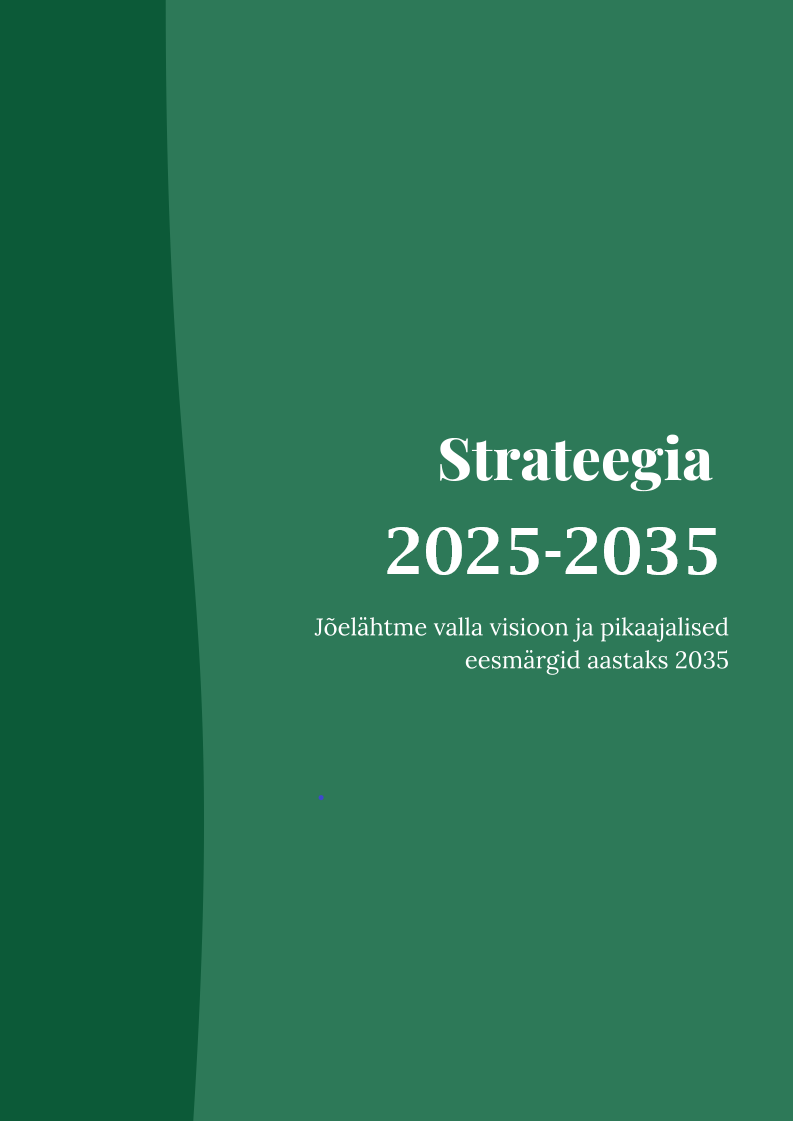 Strateegia
2025-2035
Jõelähtme valla visioon ja pikaajalised
eesmärgid aastaks 2035